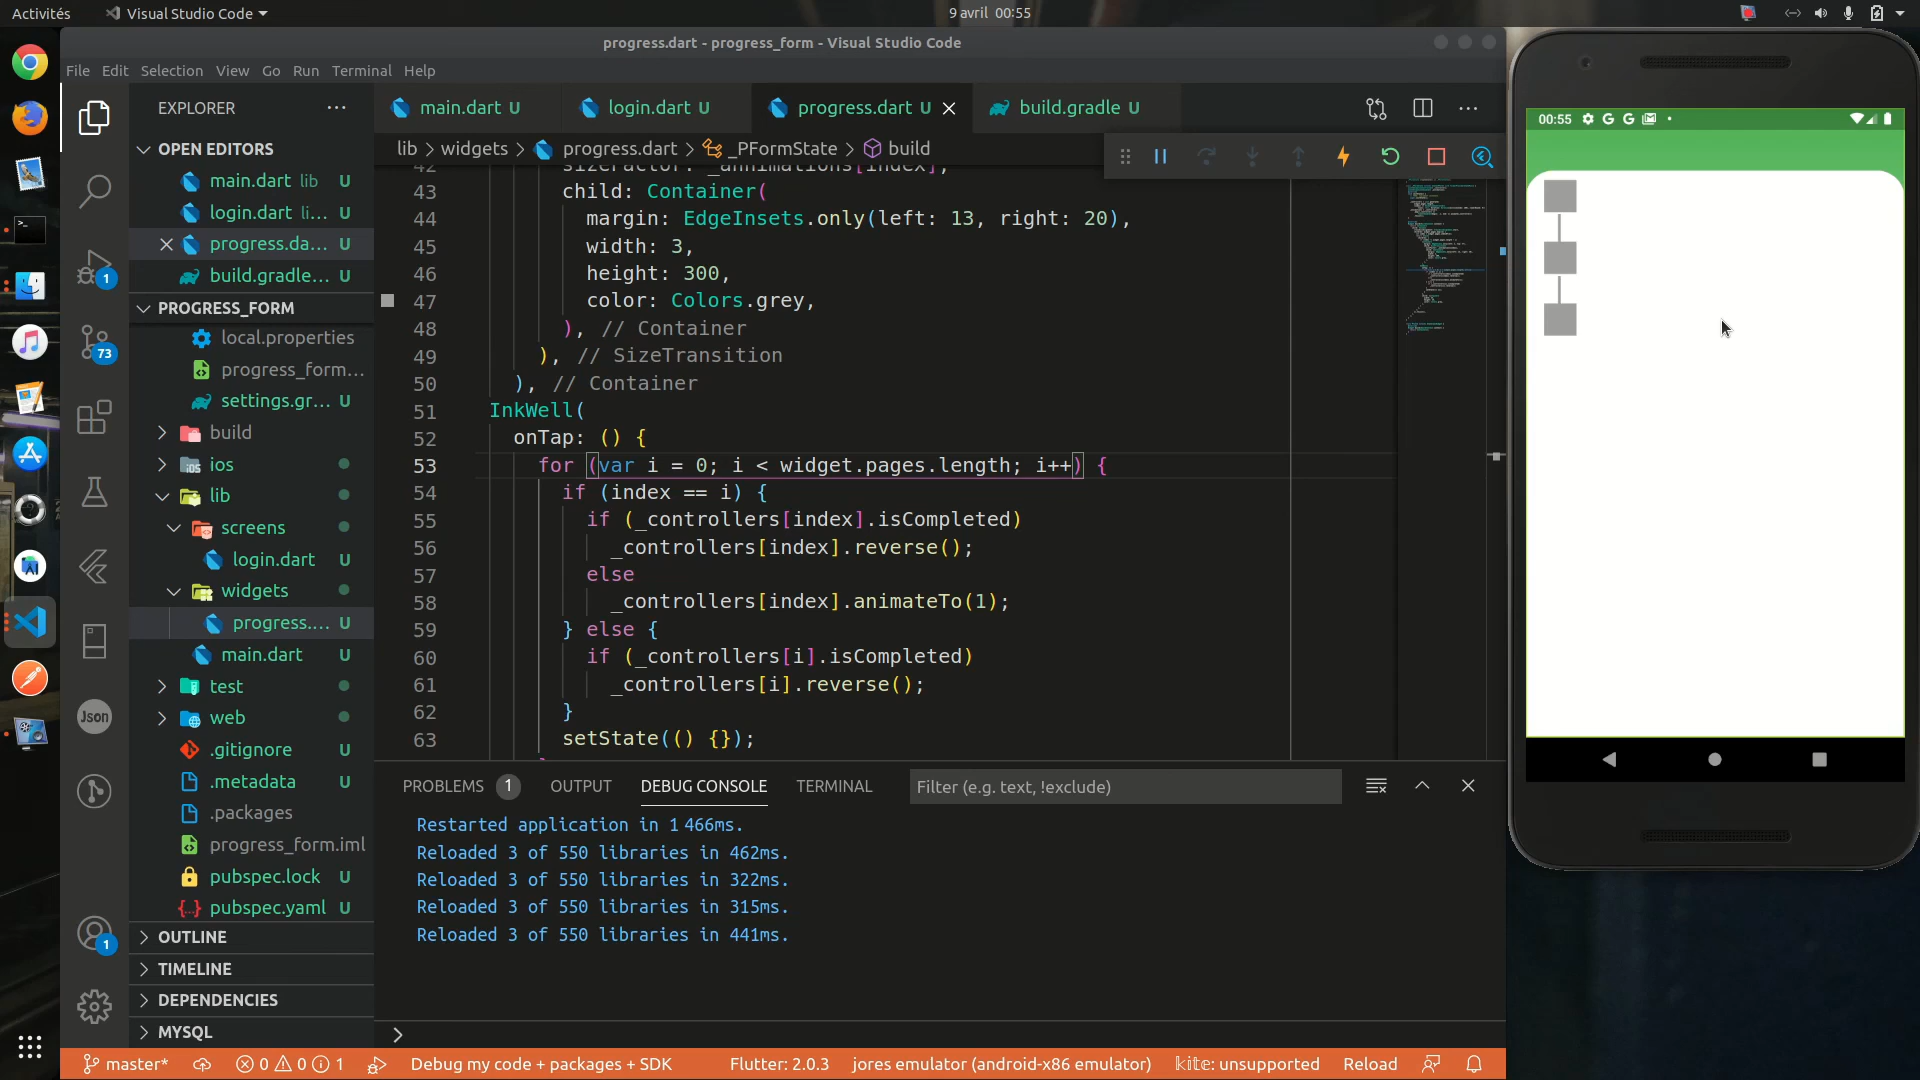 Activités
Visual Studio Code
9 avril 00:55
progress.dart - progress_form - Visual Studio Code
File Edit Selection View Go Run Terminal Help
EXPLORER
OPEN EDITORS
main.dart lib U
login.dart li... U
progress.da... U
build.gradle... U
PROGRESS_FORM
local.properties
progress_form...
settings.gr... U
build
ios
lib
screens
login.dart U
widgets
progress.... U
main.dart U
test
web
.gitignore U
.metadata U
.packages
progress_form.iml
pubspec.lock U
pubspec.yaml U
OUTLINE
TIMELINE
DEPENDENCIES
MYSQL
1
73
Json
1
main.dart U
login.dart U
progress.dart U
build.gradle U
lib > widgets > progress.dart > _PFormState > build
42 sizeFactor: _annimations[index],
43 child: Container(
44 margin: EdgeInsets.only(left: 13, right: 20),
45 width: 3,
46 height: 300,
47 color: Colors.grey,
48 ), // Container
49 ), // SizeTransition
50 ), // Container
51 InkWell(
52 onTap: () {
53 for (var i = 0; i < widget.pages.length; i++) {
54 if (index == i) {
55 if (_controllers[index].isCompleted)
56 _controllers[index].reverse();
57 else
58 _controllers[index].animateTo(1);
59 } else {
60 if (_controllers[i].isCompleted)
61 _controllers[i].reverse();
62 }
63 setState(() {});
PROBLEMS 1 OUTPUT DEBUG CONSOLE TERMINAL
Filter (e.g. text, !exclude)
Restarted application in 1 466ms.
Reloaded 3 of 550 libraries in 462ms.
Reloaded 3 of 550 libraries in 322ms.
Reloaded 3 of 550 libraries in 315ms.
Reloaded 3 of 550 libraries in 441ms.
master* 0 0 1 Debug my code + packages + SDK Flutter: 2.0.3 jores emulator (android-x86 emulator) kite: unsupported Reload
00:55